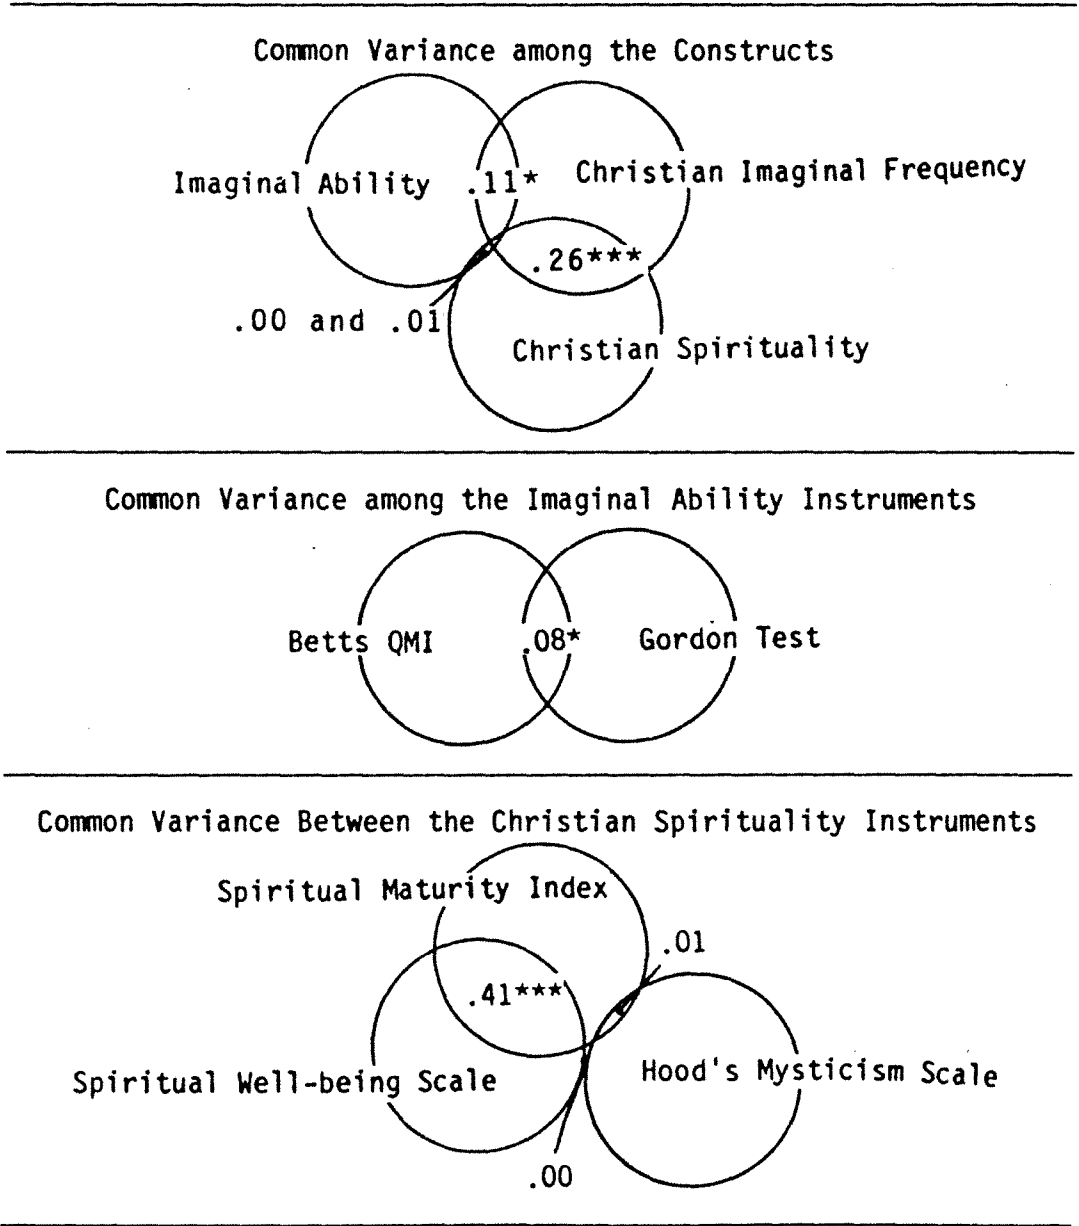 Common Variance among the Constructs
Imaginal Ability .11* Christian Imaginal Frequency
.26***
.00 and .01
Christian Spirituality
Common Variance among the Imaginal Ability Instruments
Betts QMI .08* Gordon Test
Common Variance Between the Christian Spirituality Instruments
Spiritual Maturity Index
.01
.41***
Spiritual Well-being Scale Hood's Mysticism Scale
.00